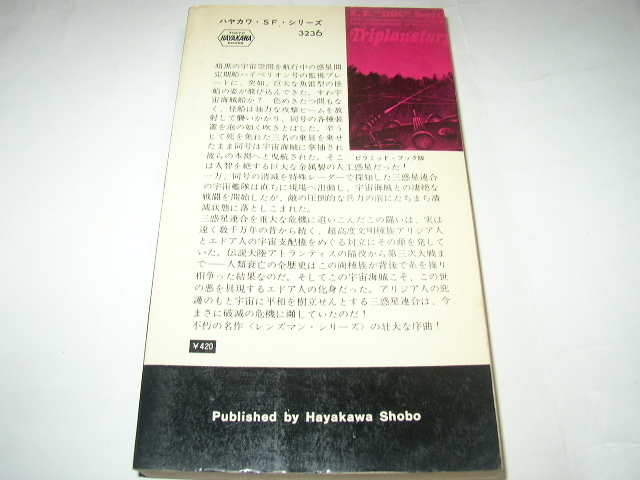 ハヤカワ・SF・シリーズ
TOKYO
HAYAKAWA
BOOKS
3236
E. E. "DOC" Smith
Triplanetary
暗黒の宇宙空間を航行中の惑星間
定期船ハイペリオン号の監視プレ
ートに、突如、巨大な魚雷型の怪
船の姿が飛び込んできた。すわ宇
宙海賊船か? 色めきたつ間もな
く、怪船は強力な攻撃ビームを放
射して襲いかかり、同号の各種装
置を泡の如く吹きとばした。辛う
じて死を免れた三名の乗員を乗せ
たまま同号は宇宙海賊に拿捕され
彼らの本拠へと曳航された。そこ
ピラミッド・ブック版
は人智を絶する巨大な金属製の人工惑星だった!
一方、同号の消滅を特殊レーダーで探知した三惑星連合
の宇宙艦隊は直ちに現場へ出動し、宇宙海賊との凄絶な
戦闘を開始したが、敵の圧倒的な兵力の前にたちまち潰
滅状態に落としこまれた。
三惑星連合を重大な危機に追いこんだこの闘いは、実は
遠く数千万年の昔から続く、超高度文明種族アリシア人
とエドア人の宇宙支配権をめぐる対立にその源を発して
いた。伝説大陸アトランティスの陥没から第三次大戦ま
で――人類衰亡の全歴史はこの両種族が背後で糸を操り
相争った結果なのだ。そしてこの宇宙海賊こそ、この世
の悪を具現するエドア人の化身だった。アリシア人の庇
護のもと宇宙に平和を樹立せんとする三惑星連合は、今
まさに破滅の危機に瀕していたのだ!
不朽の名作〈レンズマン・シリーズ〉の壮大な序曲!
¥420
Published by Hayakawa Shobo